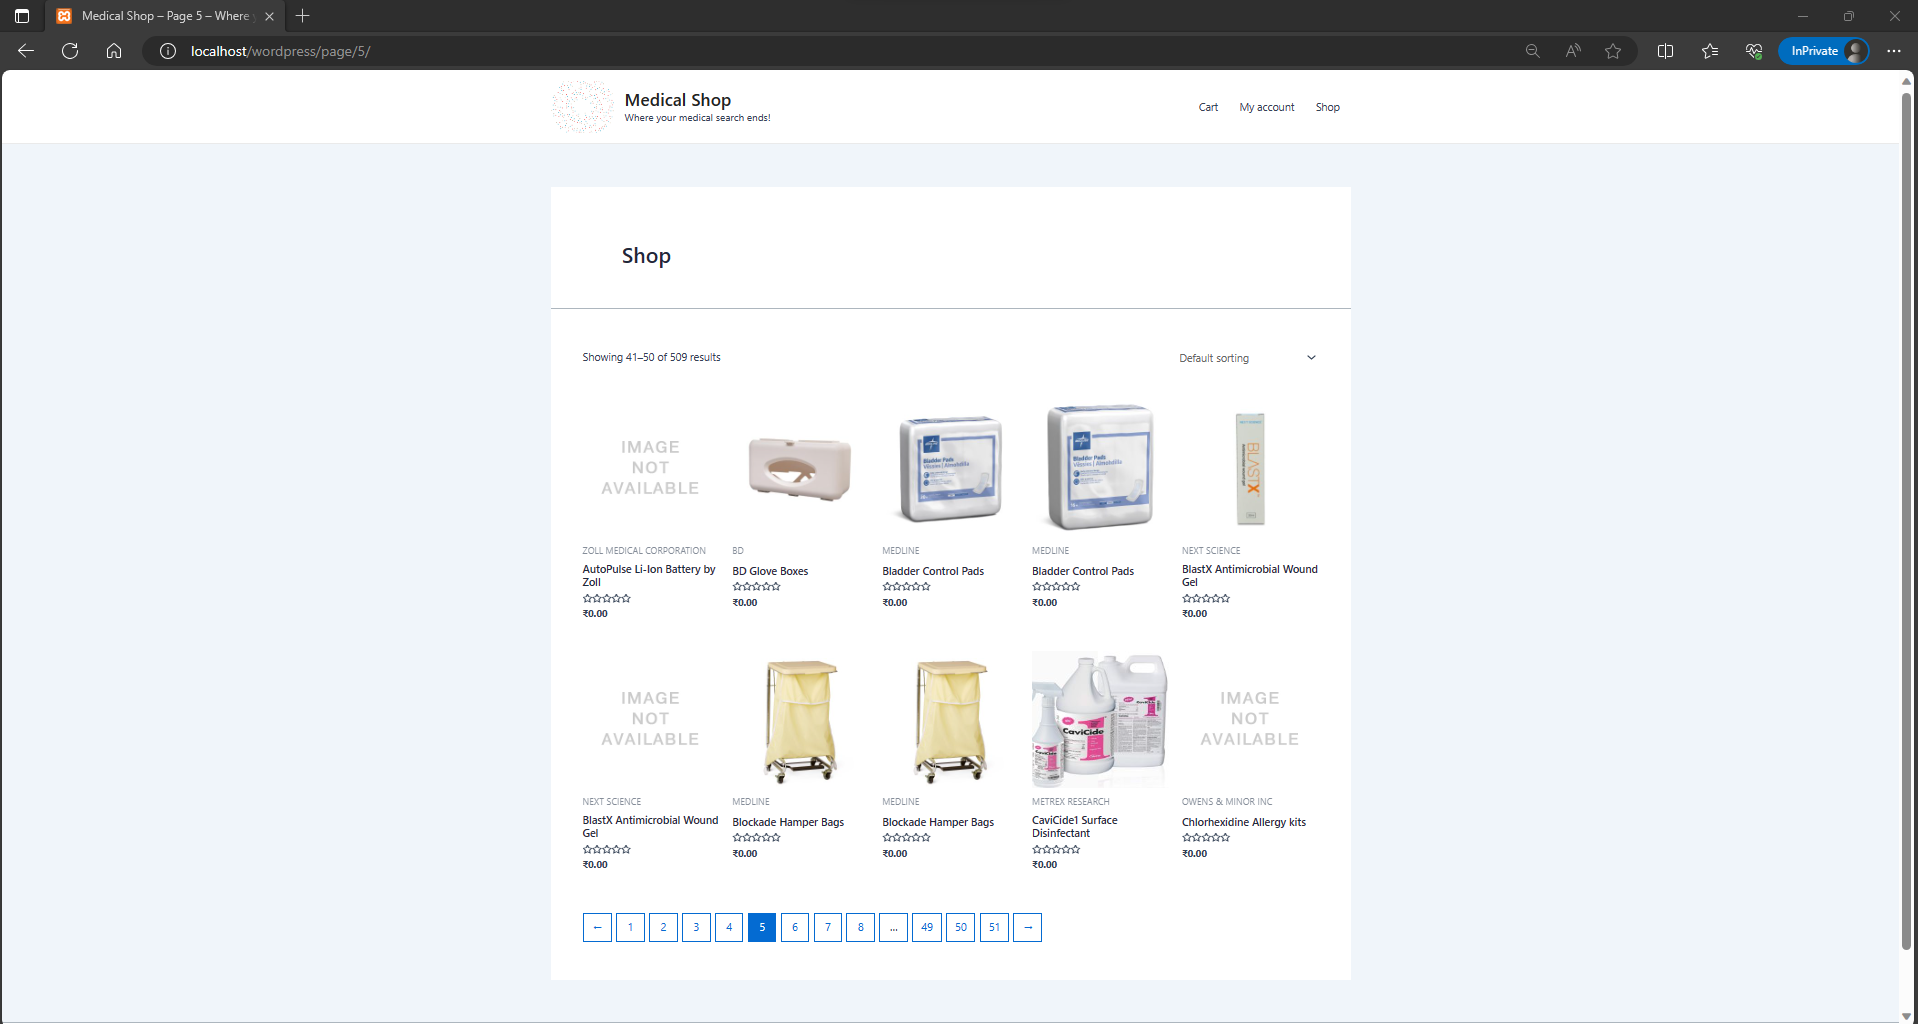 Medical Shop – Page 5 – Where
localhost/wordpress/page/5/
InPrivate
Medical Shop
Where your medical search ends!
Cart
My account
Shop
Shop
Showing 41–50 of 509 results
Default sorting
IMAGE
NOT
AVAILABLE
ZOLL MEDICAL CORPORATION
AutoPulse Li-Ion Battery by
Zoll
₹0.00
BD
BD Glove Boxes
₹0.00
Bladder Pads
MEDLINE
Bladder Control Pads
₹0.00
Bladder Pads
MEDLINE
Bladder Control Pads
₹0.00
BLASTX
NEXT SCIENCE
BlastX Antimicrobial Wound
Gel
₹0.00
IMAGE
NOT
AVAILABLE
NEXT SCIENCE
BlastX Antimicrobial Wound
Gel
₹0.00
MEDLINE
Blockade Hamper Bags
₹0.00
MEDLINE
Blockade Hamper Bags
₹0.00
CaviCide
METREX RESEARCH
CaviCide1 Surface
Disinfectant
₹0.00
IMAGE
NOT
AVAILABLE
OWENS & MINOR INC
Chlorhexidine Allergy kits
₹0.00
← 1 2 3 4 5 6 7 8 ... 49 50 51 →